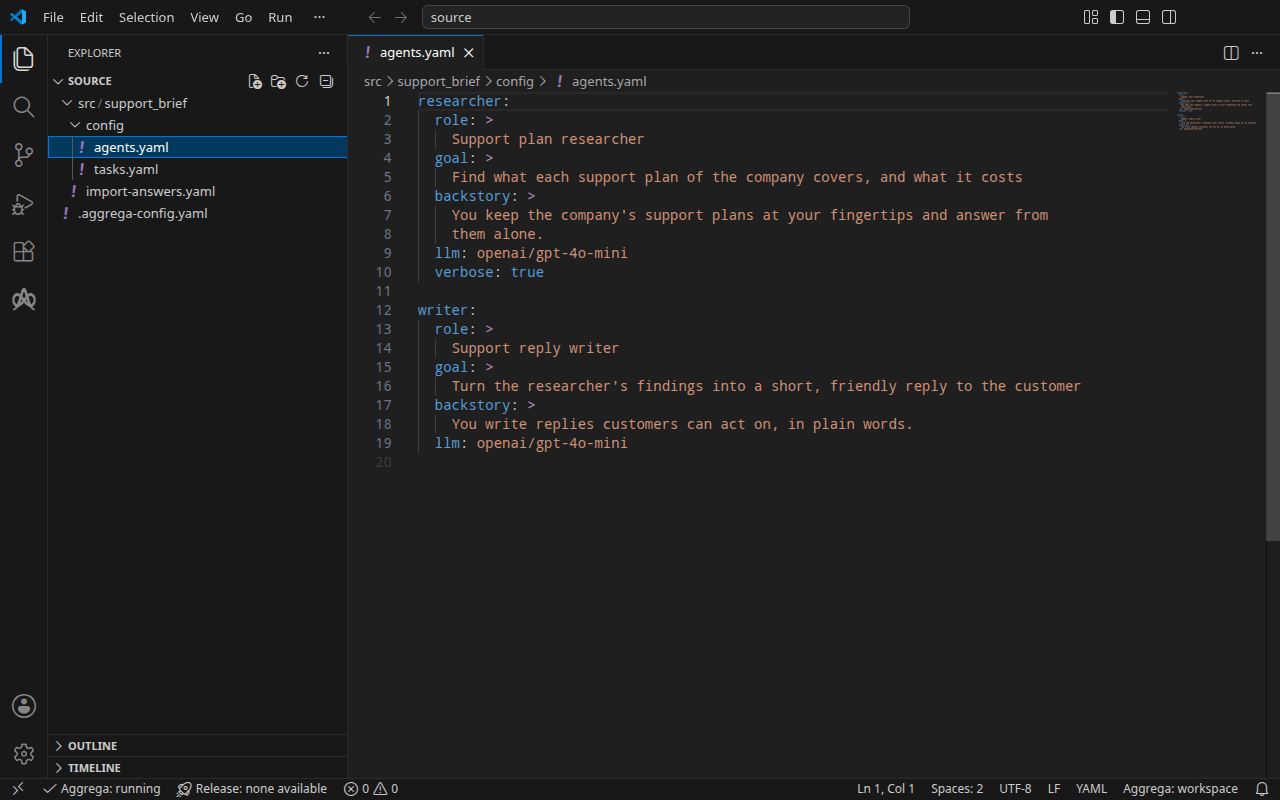 File Edit Selection View Go Run ···
source
EXPLORER ···
agents.yaml
SOURCE
src / support_brief
config
agents.yaml
tasks.yaml
import-answers.yaml
.aggrega-config.yaml
OUTLINE
TIMELINE
src > support_brief > config > ! agents.yaml
1 researcher:
2 role: >
3 Support plan researcher
4 goal: >
5 Find what each support plan of the company covers, and what it costs
6 backstory: >
7 You keep the company's support plans at your fingertips and answer from
8 them alone.
9 llm: openai/gpt-4o-mini
10 verbose: true
11
12 writer:
13 role: >
14 Support reply writer
15 goal: >
16 Turn the researcher's findings into a short, friendly reply to the customer
17 backstory: >
18 You write replies customers can act on, in plain words.
19 llm: openai/gpt-4o-mini
20
Aggrega: running Release: none available 0 0 Ln 1, Col 1 Spaces: 2 UTF-8 LF YAML Aggrega: workspace